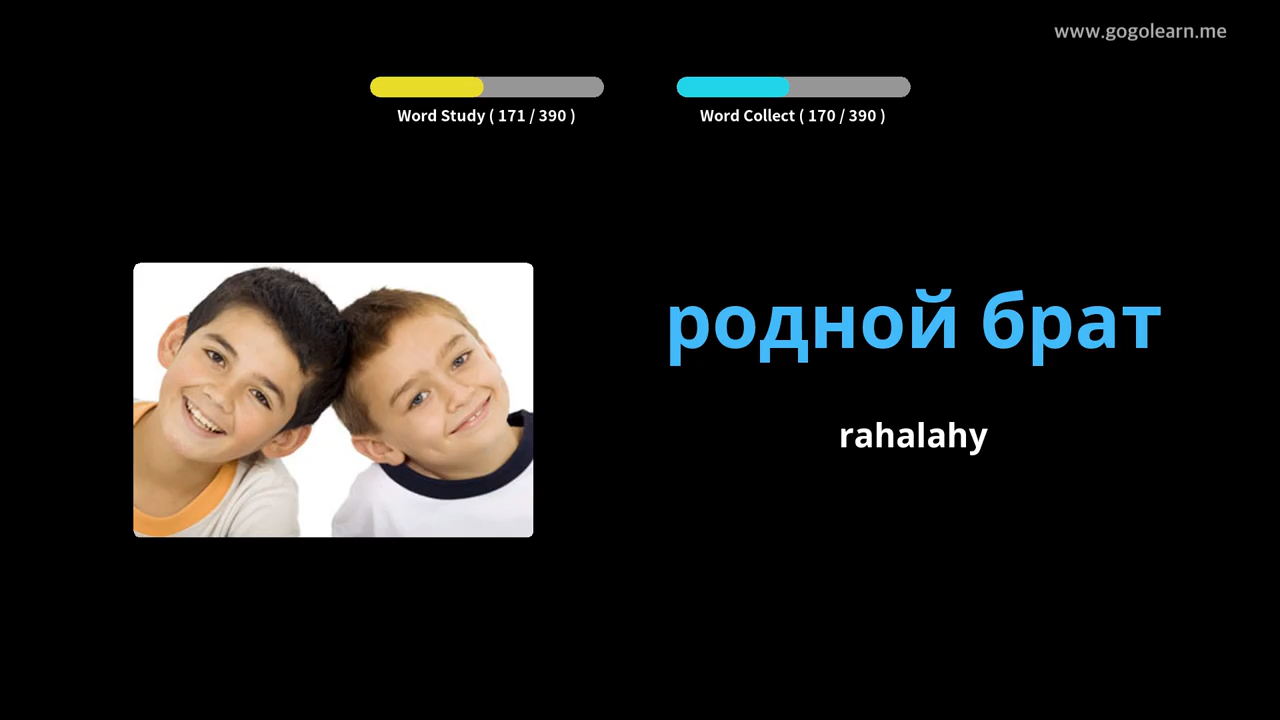 www.gogolearn.me
Word Study ( 171 / 390 )
Word Collect ( 170 / 390 )
родной брат
rahalahy